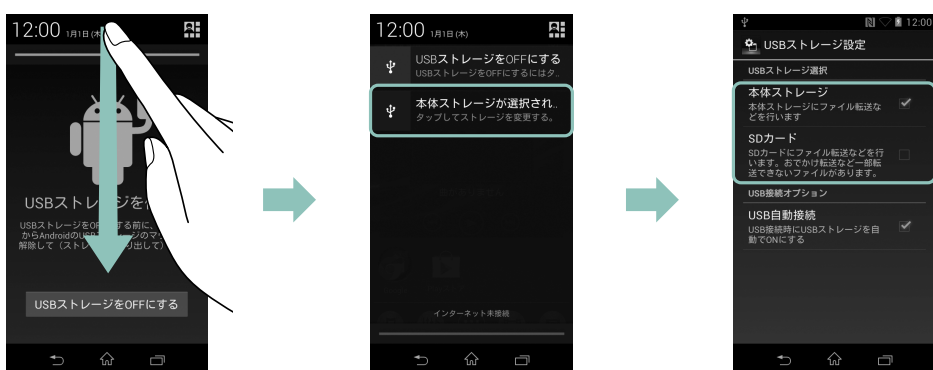 12:00 1月1日(木)
USBストレ
USBストレージを
する前に、
からAndroidのUSB
ージのマ
解除して(ストレ
り出して)
USBストレージをOFFにする
12:00 1月1日(木)
USBストレージをOFFにする
USBストレージをOFFにするにはタ..
本体ストレージが選択され..
タップしてストレージを変更する。
インターネット未接続
12:00
USBストレージ設定
USBストレージ選択
本体ストレージ
本体ストレージにファイル転送な
どを行います
SDカード
SDカードにファイル転送などを行
います。おでかけ転送など一部転
送できないファイルがあります。
USB接続オプション
USB自動接続
USB接続時にUSBストレージを自
動でONにする